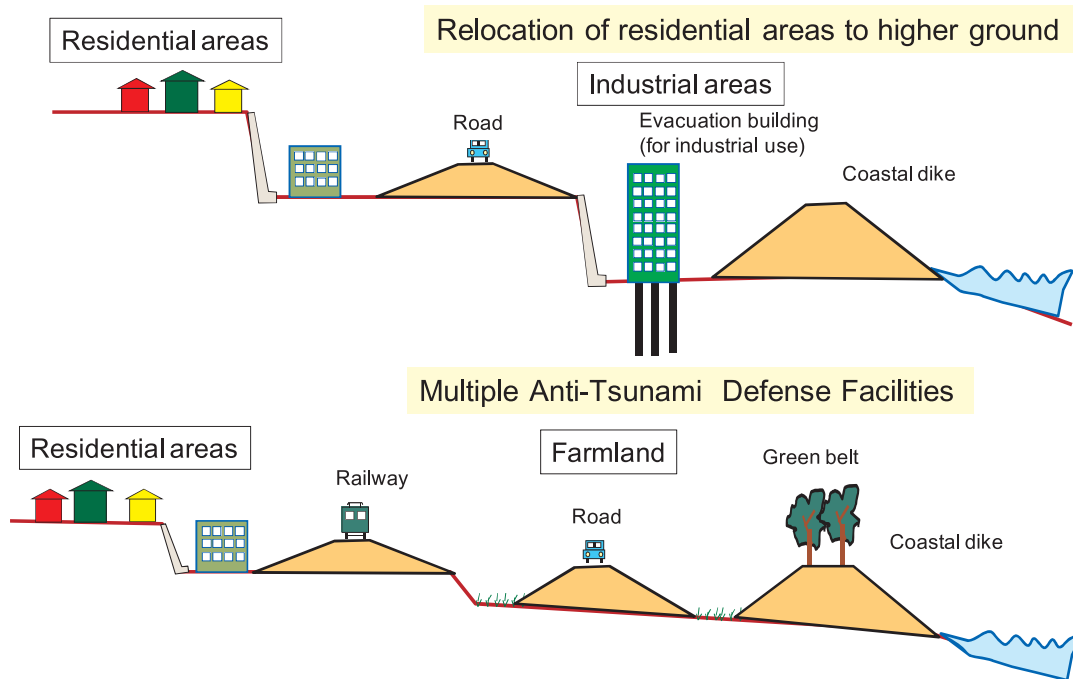 Relocation of residential areas to higher ground
Residential areas
Industrial areas
Road
Evacuation building
(for industrial use)
Coastal dike
Multiple Anti-Tsunami Defense Facilities
Residential areas
Farmland
Green belt
Railway
Road
Coastal dike